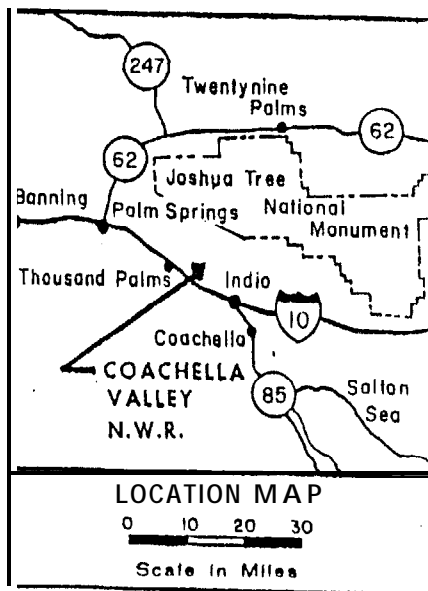 247
Twentynine
Palms
62
62
Joshua Tree
Banning
National
Palm Springs
Monument
Thousand Palms
Indio
10
Coachella
COACHELLA
VALLEY
N.W.R.
85
Salton
Sea
LOCATION MAP
0 10 20 30
Scale in Miles